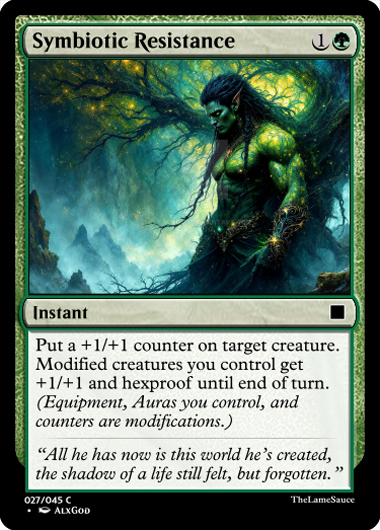 Symbiotic Resistance 1
Instant
Put a +1/+1 counter on target creature.
Modified creatures you control get
+1/+1 and hexproof until end of turn.
(Equipment, Auras you control, and
counters are modifications.)
“All he has now is this world he’s created,
the shadow of a life still felt, but forgotten.”
027/045 C TheLameSauce
• AlxGod